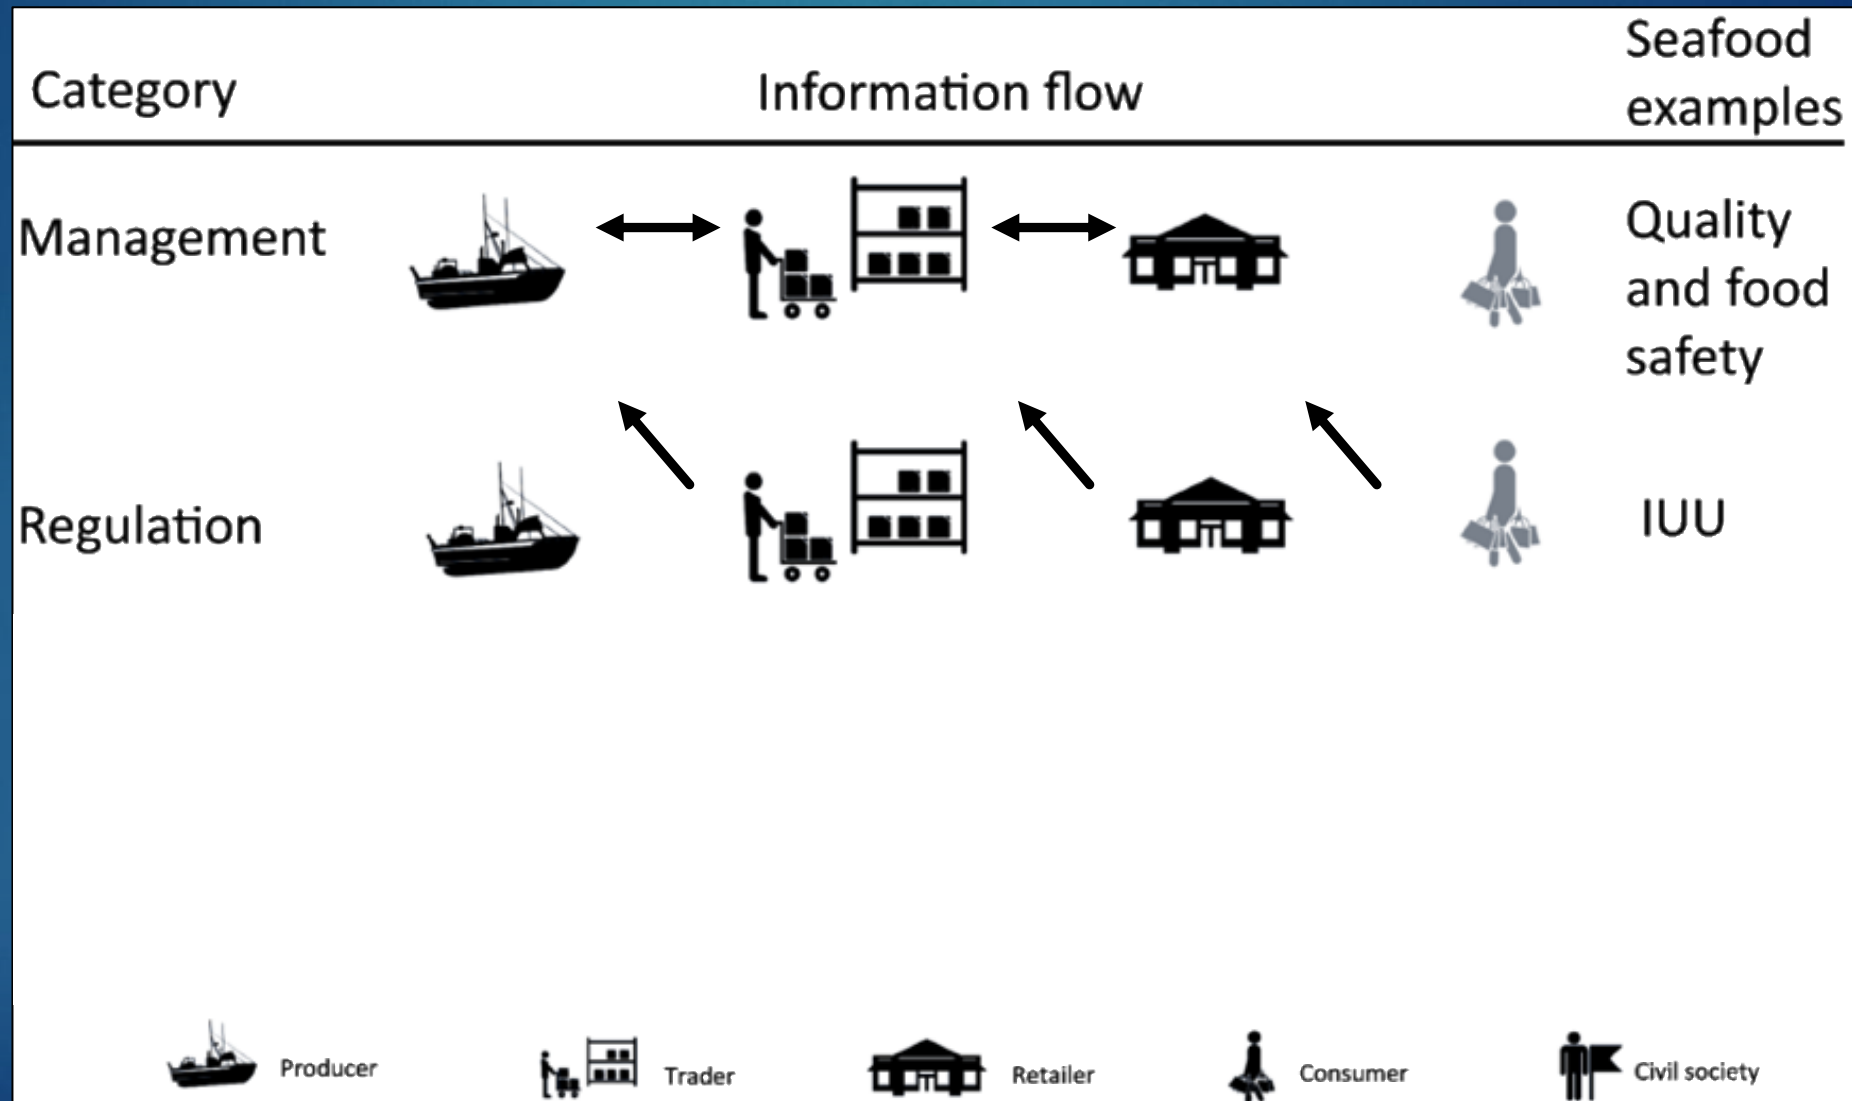 Category
Information flow
Seafood
examples
Management
Quality
and food
safety
Regulation
IUU
Producer
Trader
Retailer
Consumer
Civil society